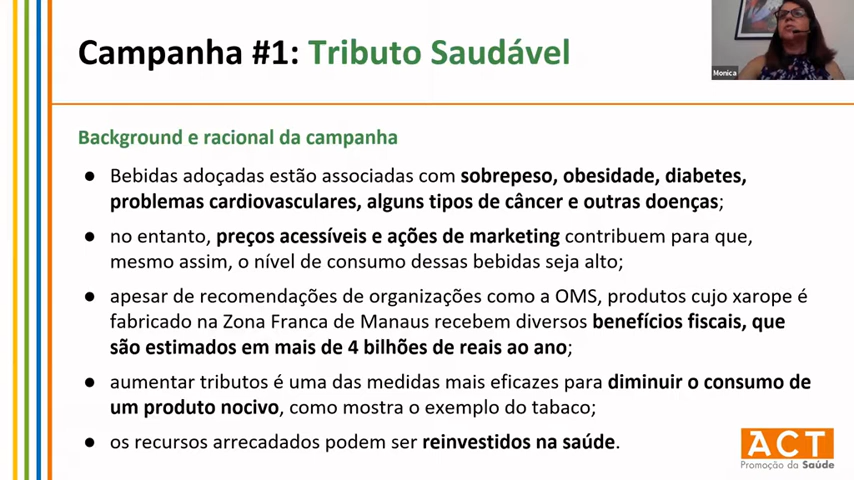 Campanha #1: Tributo Saudável
Monica
Background e racional da campanha
● Bebidas adoçadas estão associadas com sobrepeso, obesidade, diabetes,
problemas cardiovasculares, alguns tipos de câncer e outras doenças;
● no entanto, preços acessíveis e ações de marketing contribuem para que,
mesmo assim, o nível de consumo dessas bebidas seja alto;
● apesar de recomendações de organizações como a OMS, produtos cujo xarope é
fabricado na Zona Franca de Manaus recebem diversos benefícios fiscais, que
são estimados em mais de 4 bilhões de reais ao ano;
● aumentar tributos é uma das medidas mais eficazes para diminuir o consumo de
um produto nocivo, como mostra o exemplo do tabaco;
● os recursos arrecadados podem ser reinvestidos na saúde.
ACT
Promoção da Saúde